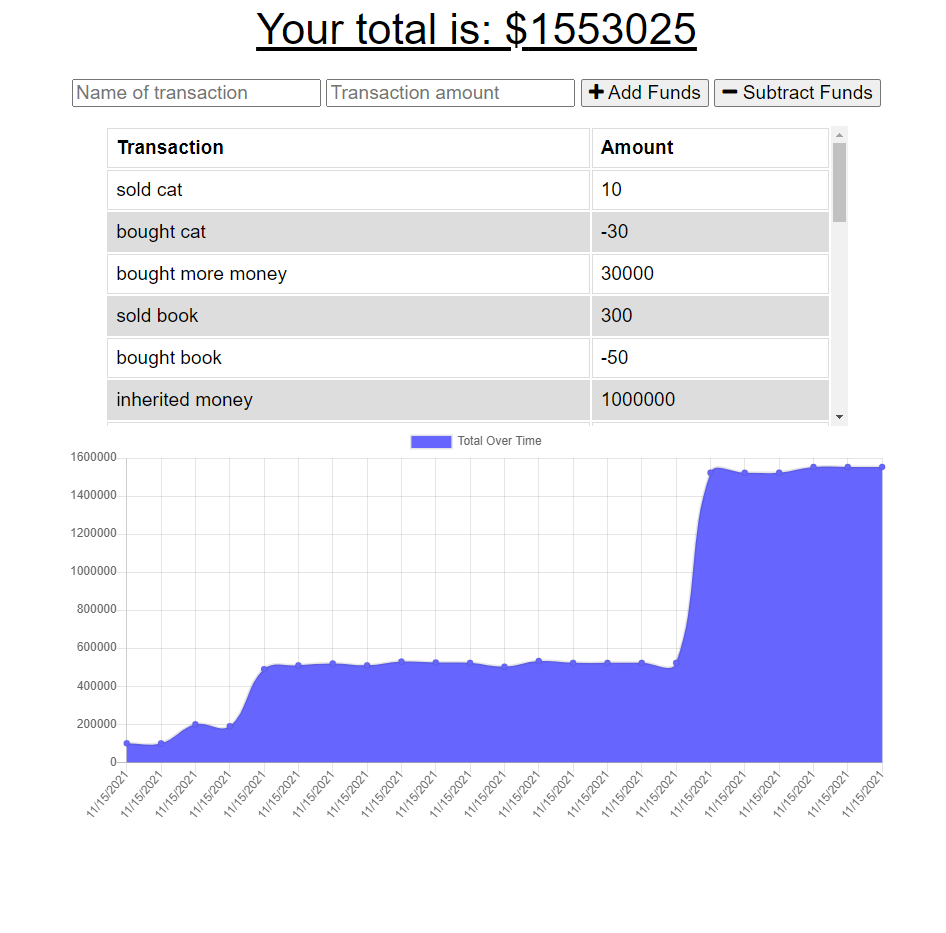 Your total is: $1553025
Name of transaction Transaction amount Add Funds Subtract Funds
Transaction Amount
sold cat 10
bought cat -30
bought more money 30000
sold book 300
bought book -50
inherited money 1000000
Total Over Time
1600000
1400000
1200000
1000000
800000
600000
400000
200000
0
11/15/2021 11/15/2021 11/15/2021 11/15/2021 11/15/2021 11/15/2021 11/15/2021 11/15/2021 11/15/2021 11/15/2021 11/15/2021 11/15/2021 11/15/2021 11/15/2021 11/15/2021 11/15/2021 11/15/2021 11/15/2021 11/15/2021 11/15/2021 11/15/2021 11/15/2021 11/15/2021